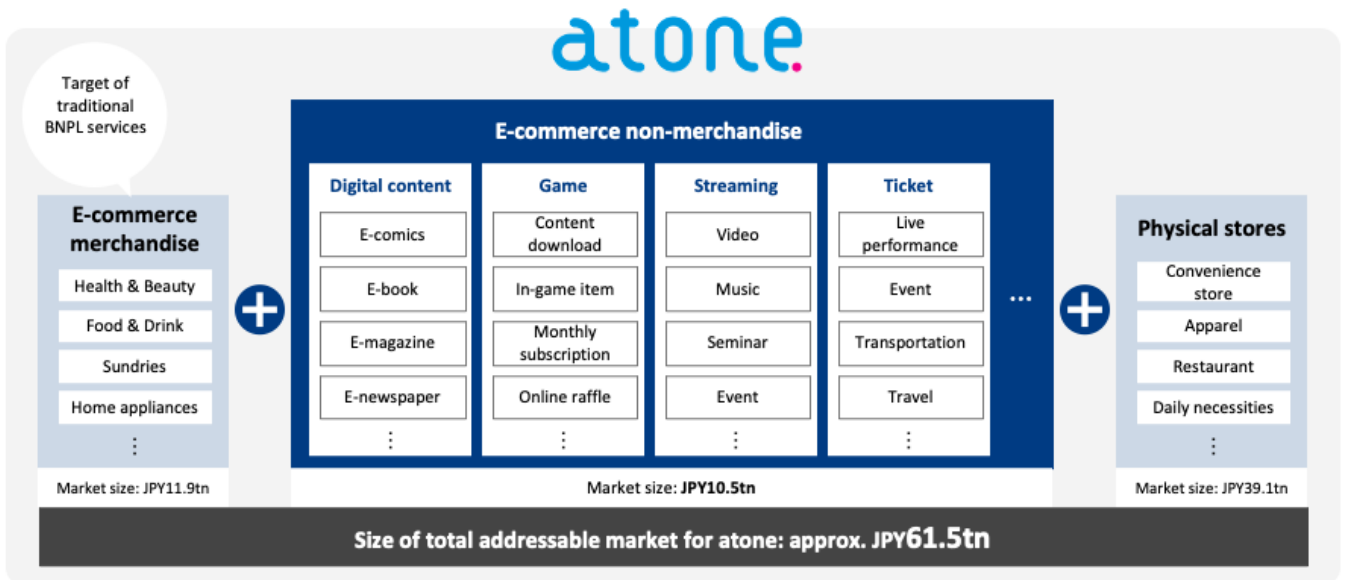 atone
Target of
traditional
BNPL services
E-commerce
merchandise
Health & Beauty
Food & Drink
Sundries
Home appliances
⋮
Market size: JPY11.9tn
E-commerce non-merchandise
Digital content
E-comics
E-book
E-magazine
E-newspaper
⋮
Game
Content
download
In-game item
Monthly
subscription
Online raffle
⋮
Streaming
Video
Music
Seminar
Event
⋮
Ticket
Live
performance
Event
Transportation
Travel
⋮
...
Market size: JPY10.5tn
Physical stores
Convenience
store
Apparel
Restaurant
Daily necessities
⋮
Market size: JPY39.1tn
Size of total addressable market for atone: approx. JPY61.5tn